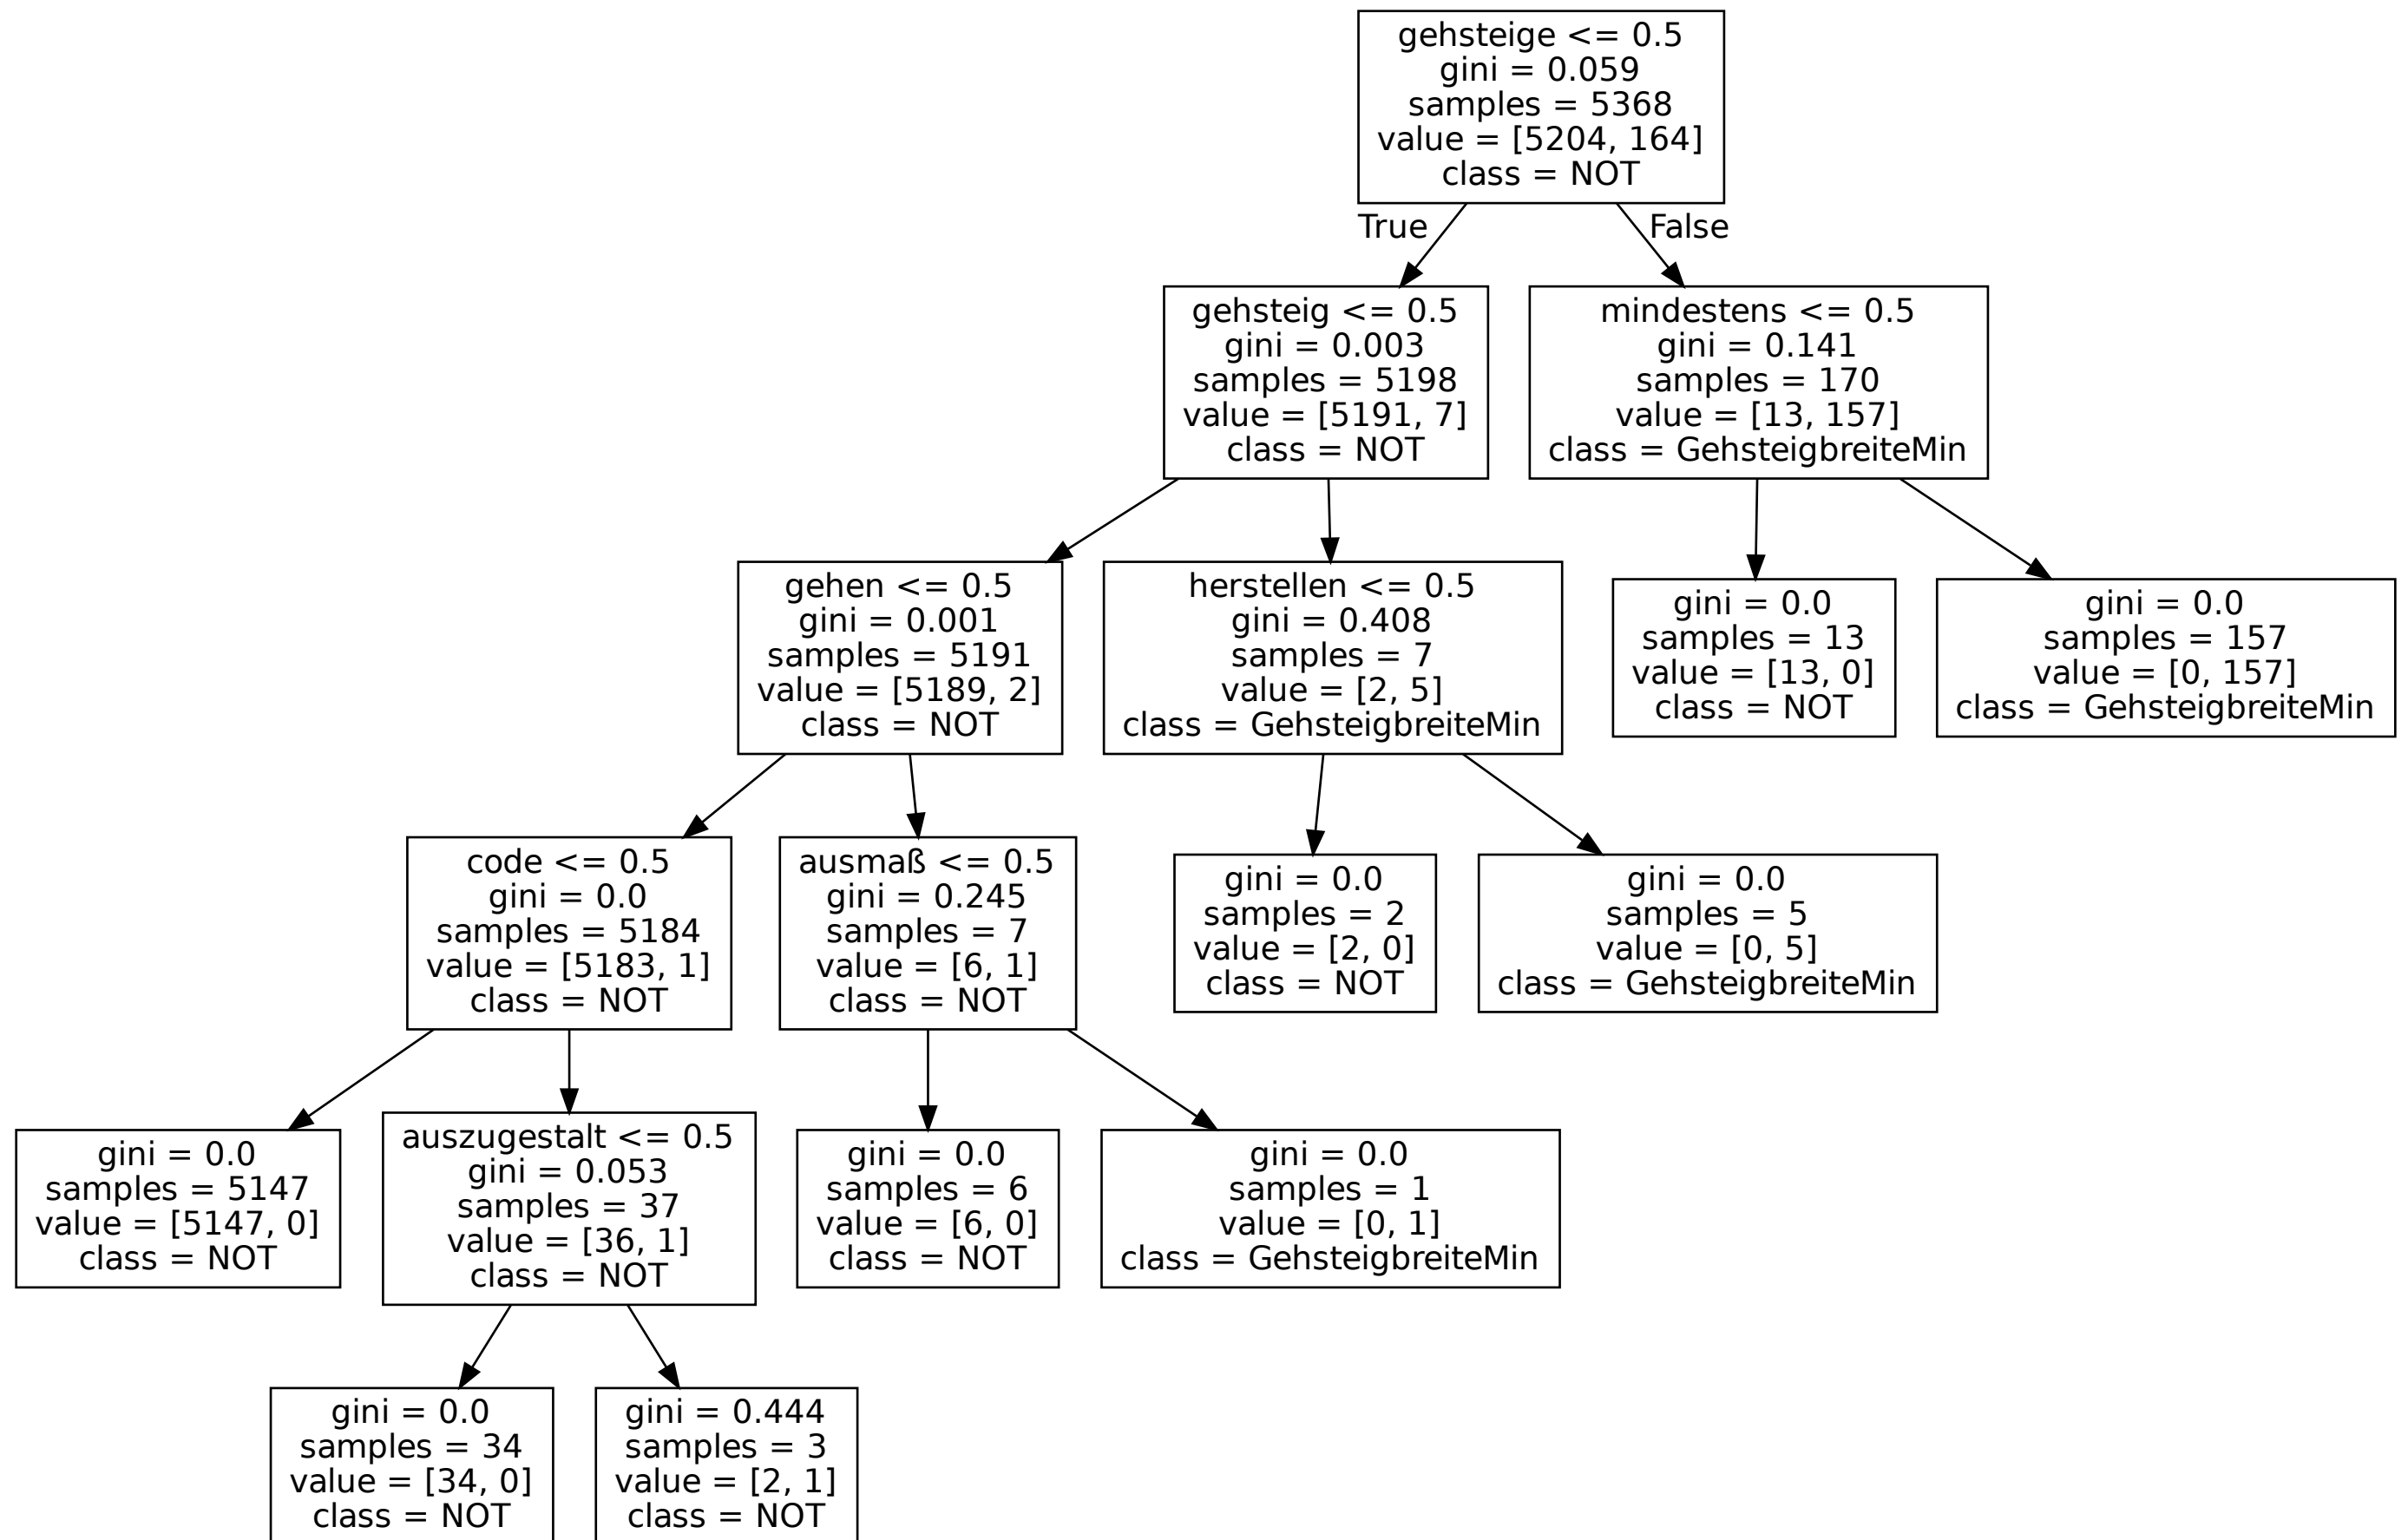 gehsteige <= 0.5
gini = 0.059
samples = 5368
value = [5204, 164]
class = NOT
True
False
gehsteig <= 0.5
gini = 0.003
samples = 5198
value = [5191, 7]
class = NOT
mindestens <= 0.5
gini = 0.141
samples = 170
value = [13, 157]
class = GehsteigbreiteMin
gehen <= 0.5
gini = 0.001
samples = 5191
value = [5189, 2]
class = NOT
herstellen <= 0.5
gini = 0.408
samples = 7
value = [2, 5]
class = GehsteigbreiteMin
gini = 0.0
samples = 13
value = [13, 0]
class = NOT
gini = 0.0
samples = 157
value = [0, 157]
class = GehsteigbreiteMin
code <= 0.5
gini = 0.0
samples = 5184
value = [5183, 1]
class = NOT
ausmaß <= 0.5
gini = 0.245
samples = 7
value = [6, 1]
class = NOT
gini = 0.0
samples = 2
value = [2, 0]
class = NOT
gini = 0.0
samples = 5
value = [0, 5]
class = GehsteigbreiteMin
gini = 0.0
samples = 5147
value = [5147, 0]
class = NOT
auszugestalt <= 0.5
gini = 0.053
samples = 37
value = [36, 1]
class = NOT
gini = 0.0
samples = 6
value = [6, 0]
class = NOT
gini = 0.0
samples = 1
value = [0, 1]
class = GehsteigbreiteMin
gini = 0.0
samples = 34
value = [34, 0]
class = NOT
gini = 0.444
samples = 3
value = [2, 1]
class = NOT